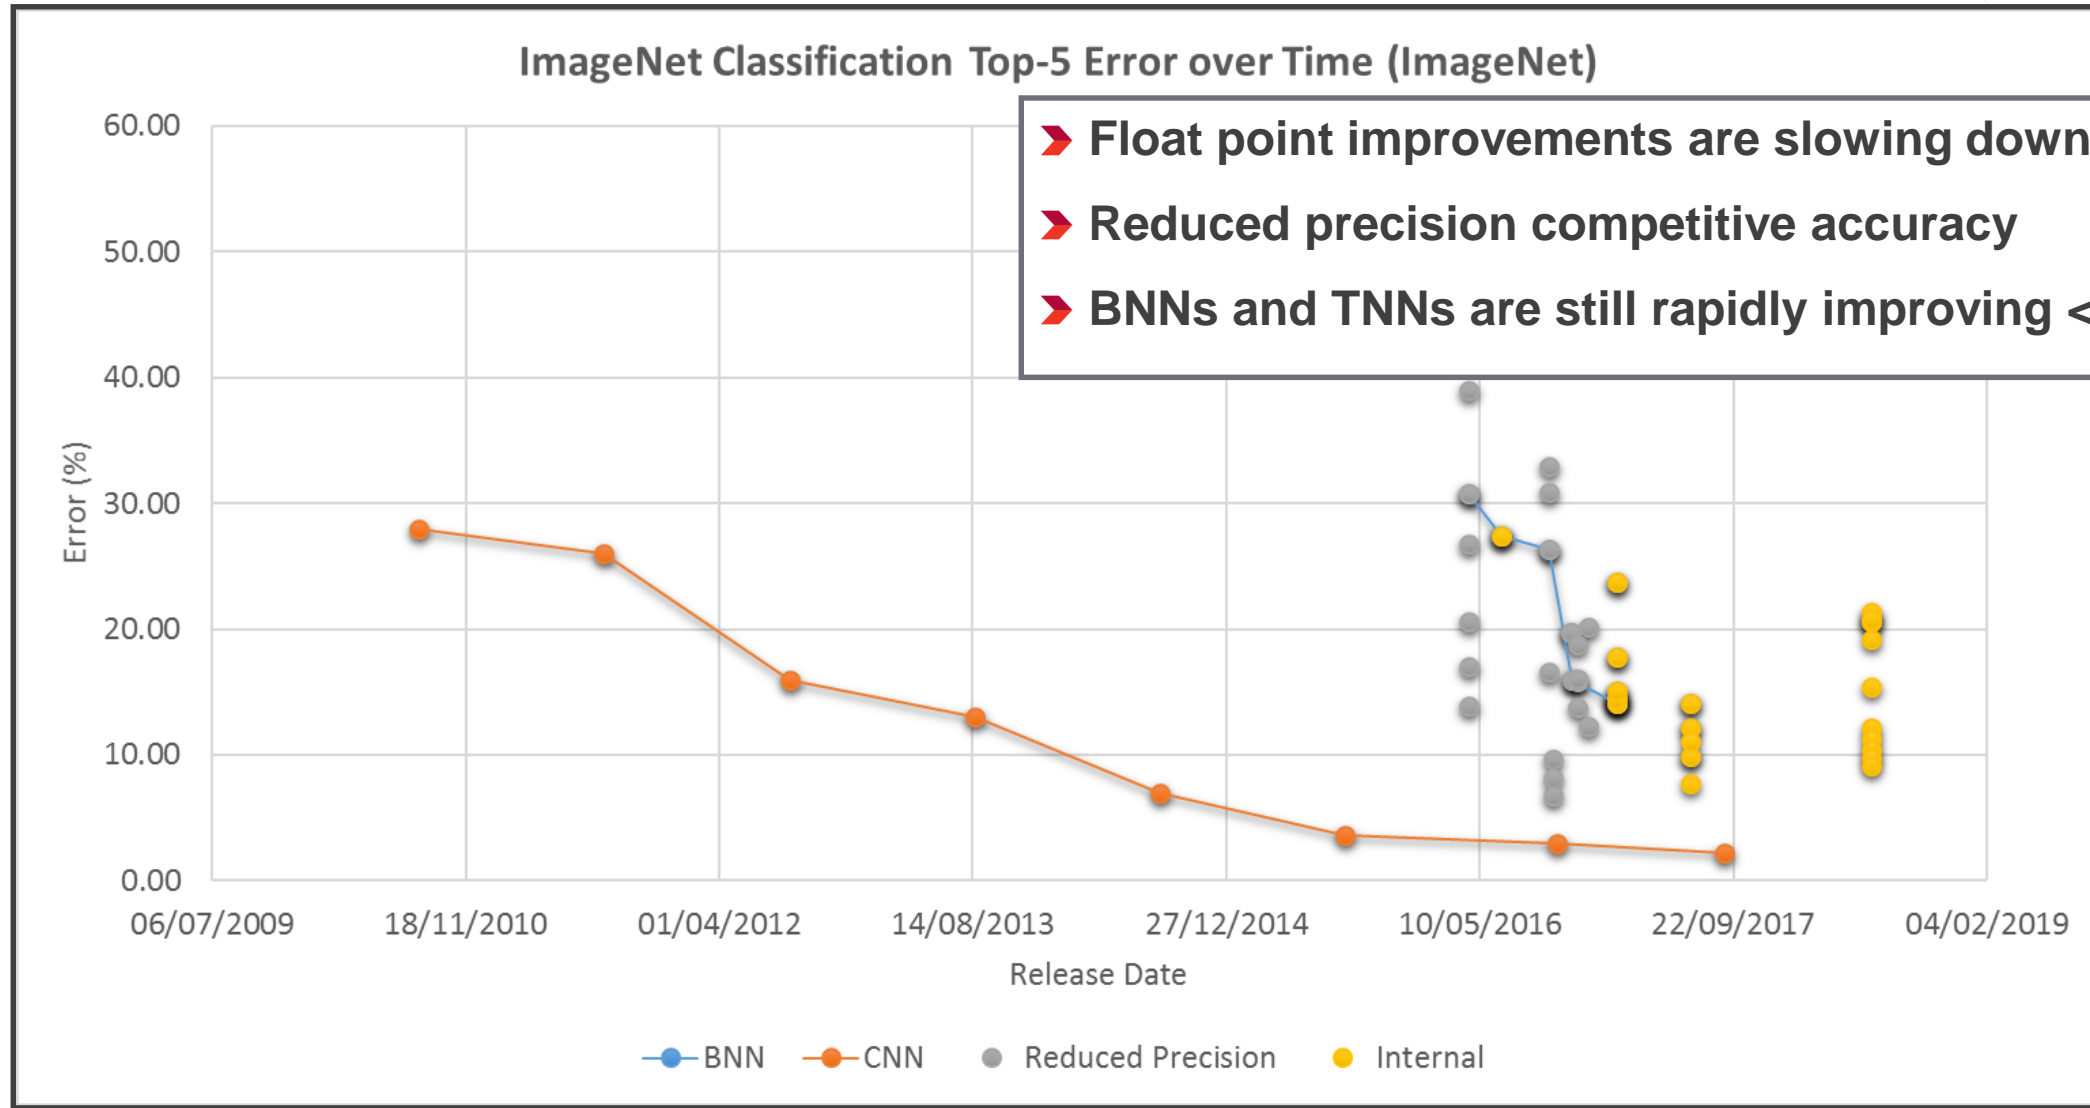 ImageNet Classification Top-5 Error over Time (ImageNet)
Float point improvements are slowing down
Reduced precision competitive accuracy
BNNs and TNNs are still rapidly improving <
60.00
50.00
40.00
30.00
20.00
10.00
0.00
Error (%)
06/07/2009 18/11/2010 01/04/2012 14/08/2013 27/12/2014 10/05/2016 22/09/2017 04/02/2019
Release Date
BNN CNN Reduced Precision Internal